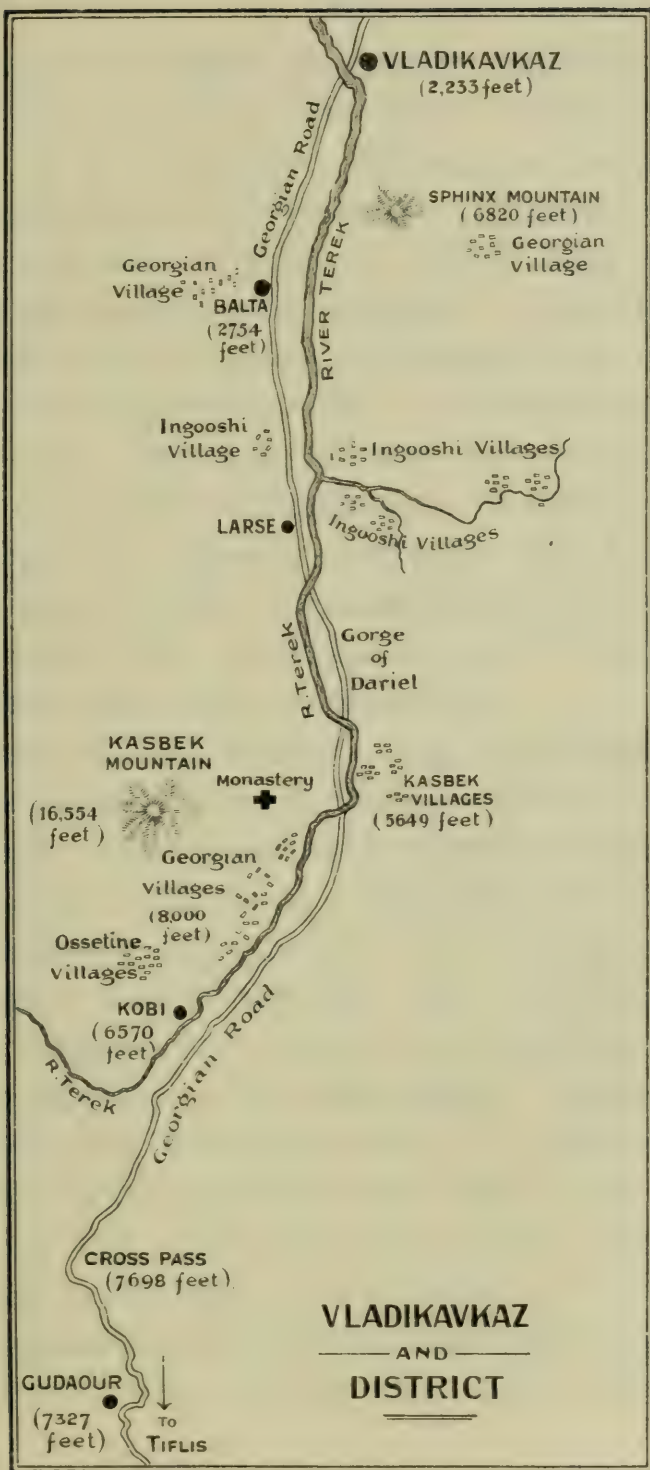 VLADIKAVKAZ
(2,233 feet)
Georgian Road
SPHINX MOUNTAIN
(6820 feet)
Georgian
Village
RIVER TEREK
Georgian
Village
BALTA
(2754
feet)
Ingooshi
Village
Ingooshi Villages
LARSE
Ingooshi Villages
R. Terek
Gorge
of
Dariel
KASBEK
MOUNTAIN
(16,554
feet)
Monastery
KASBEK
VILLAGES
(5649 feet)
Georgian
Villages
(8,000
feet)
Ossetine
Villages
KOBI
(6570
feet)
R. Terek
Georgian Road
CROSS PASS
(7698 feet)
VLADIKAVKAZ
AND
DISTRICT
GUDAOUR
(7327
feet)
TO
TIFLIS